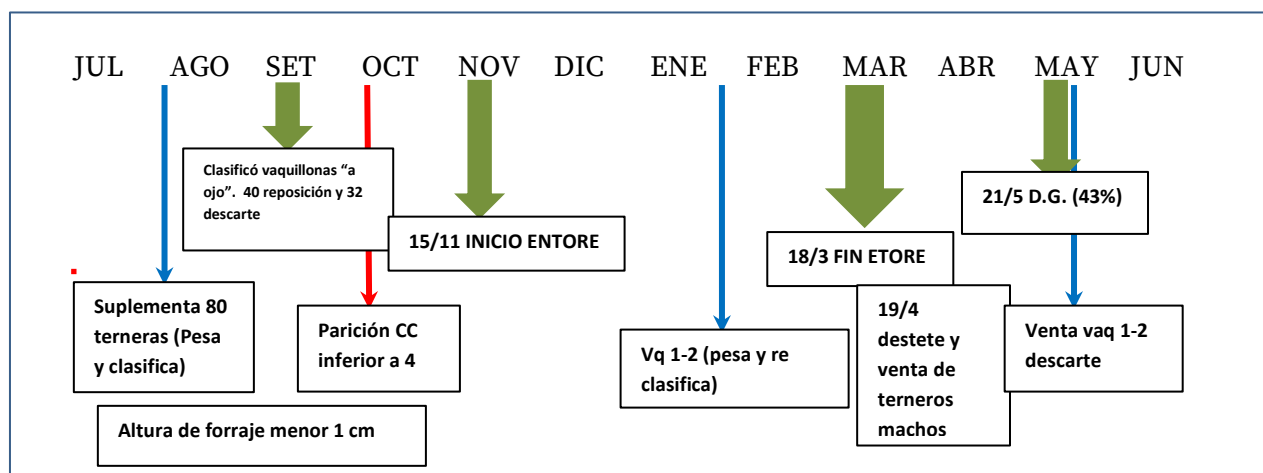 JUL AGO SET OCT NOV DIC ENE FEB MAR ABR MAY JUN
Clasificó vaquillonas “a
ojo”. 40 reposición y 32
descarte
15/11 INICIO ENTORE
21/5 D.G. (43%)
18/3 FIN ETORE
Suplementa 80
terneras (Pesa
y clasifica)
Parición CC
inferior a 4
Vq 1-2 (pesa y re
clasifica)
19/4
destete y
venta de
terneros
machos
Venta vaq 1-2
descarte
Altura de forraje menor 1 cm